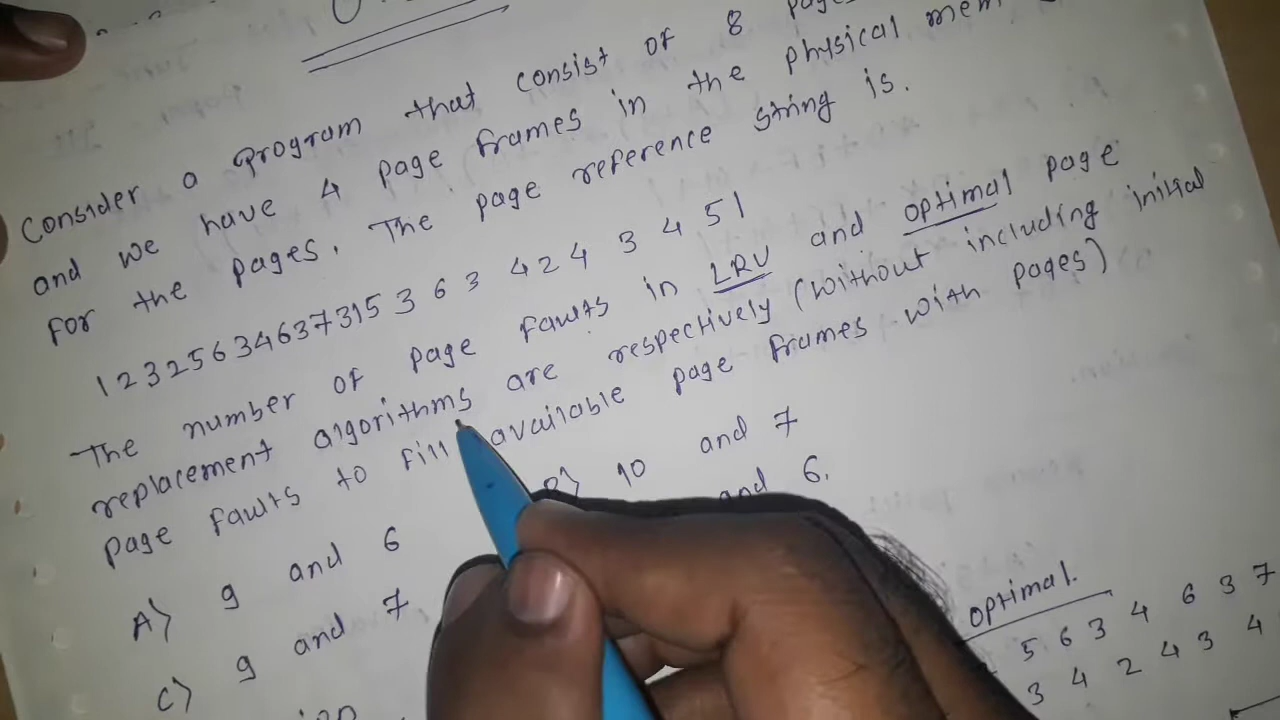 Consider a program that consist of 8
and we have 4 page frames in the physical
for the pages. The page reference string is.
1 2 3 2 5 6 3 4 6 3 7 3 1 5 3 6 3 4 2 4 3 4 5 1
The number of page faults in LRU and optimal page
replacement algorithms are respectively (without including initial
page faults to fill available page frames with pages)
A) 9 and 6
B) 10 and 7
C) 9 and 7
and 6.
optimal.
5 6 3 4 6 3 7
3 4 2 4 3 4